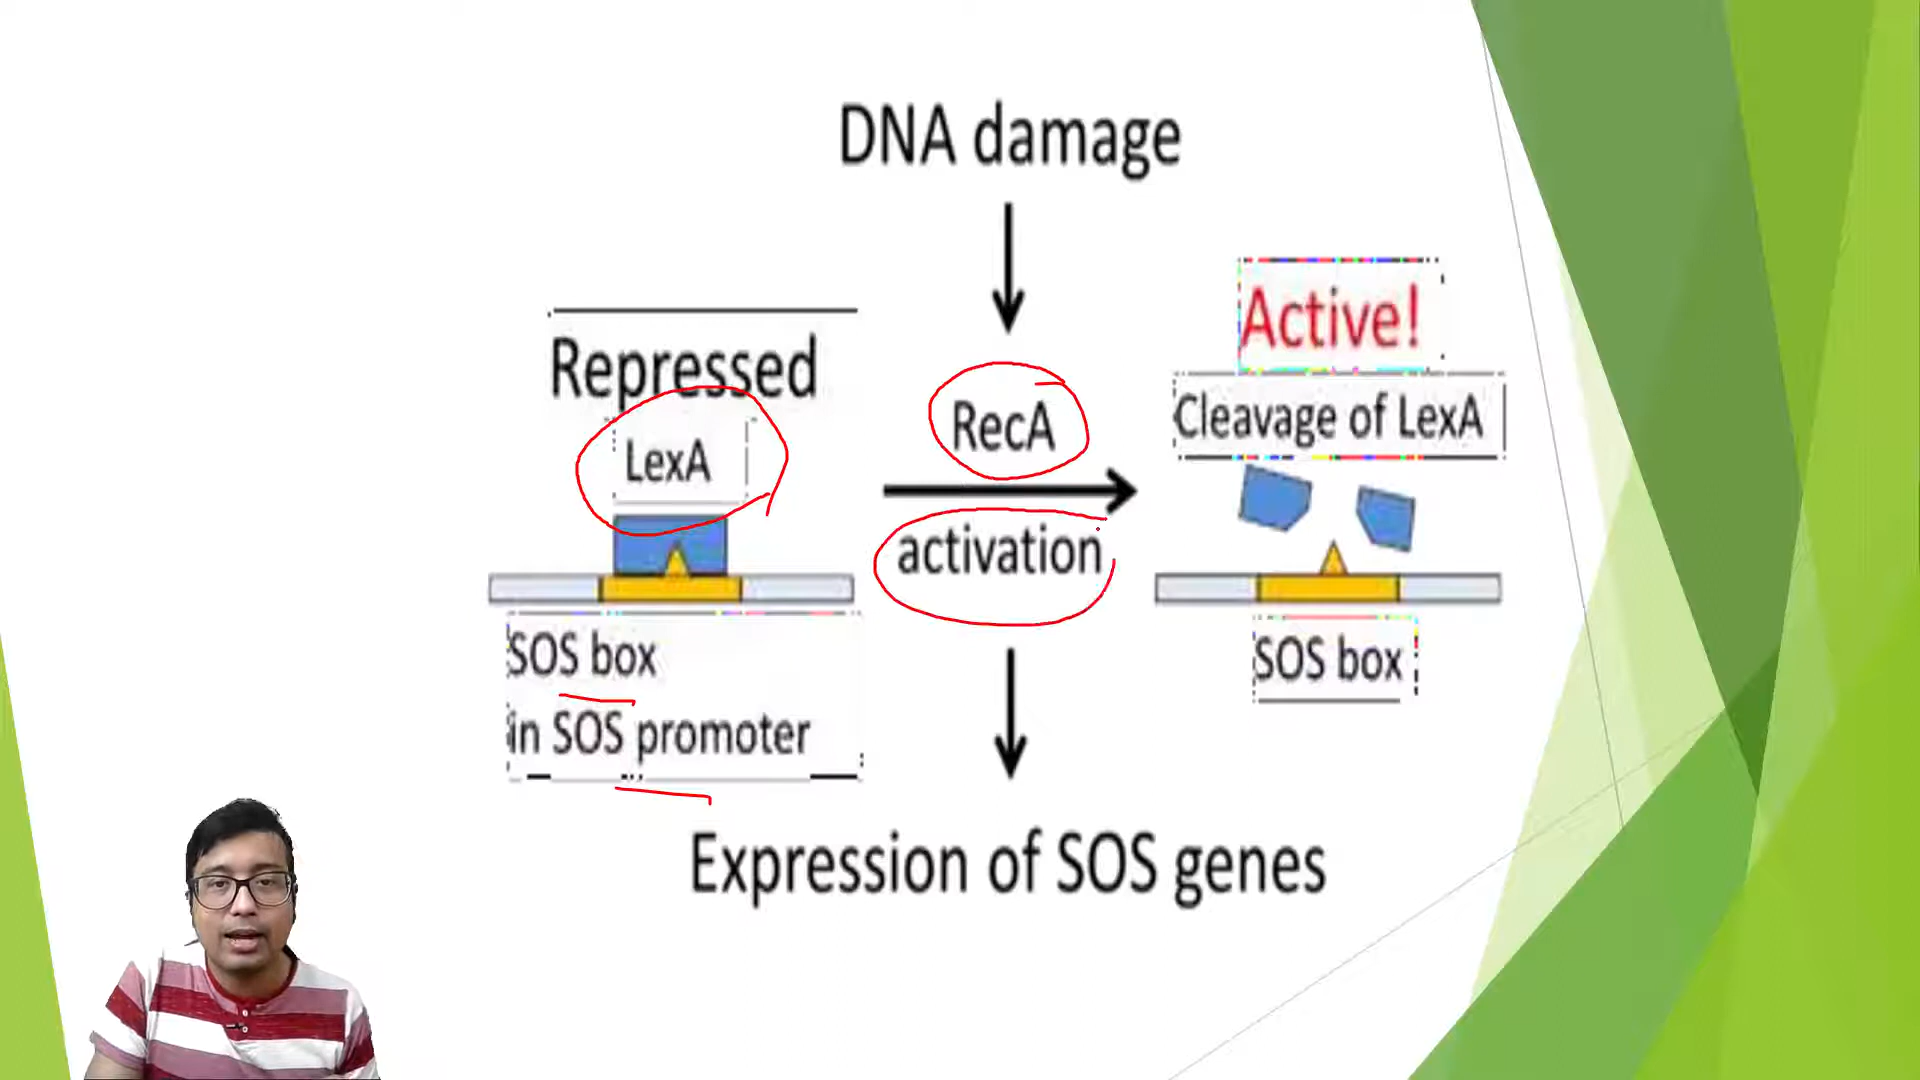 DNA damage
Repressed
LexA
SOS box
in SOS promoter
RecA
activation
Active!
Cleavage of LexA
SOS box
Expression of SOS genes